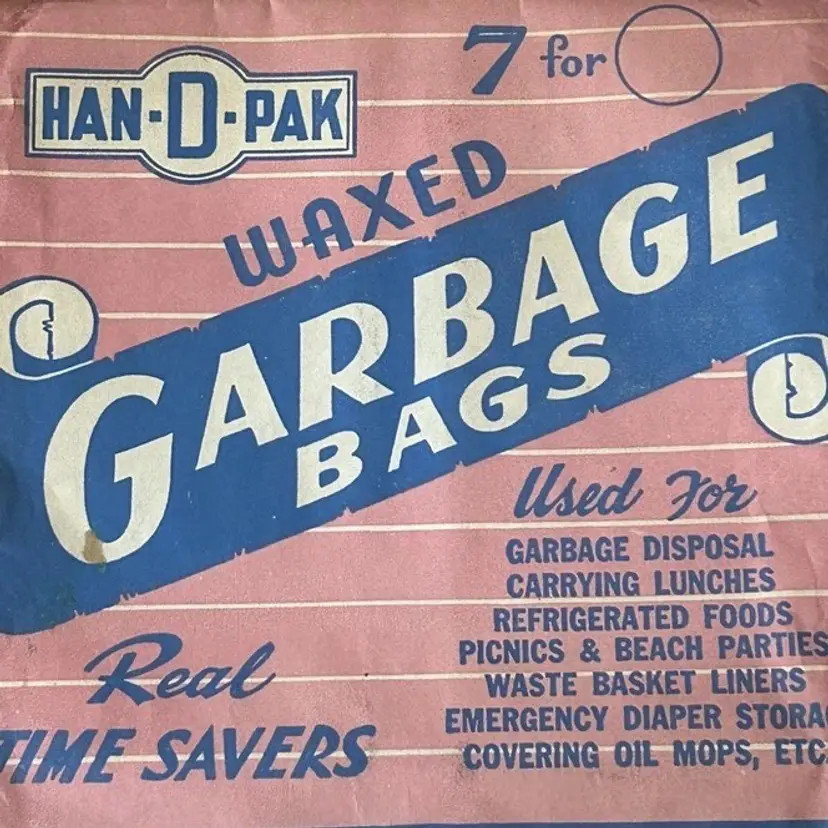 HAN-D-PAK
7 for
WAXED
GARBAGE
BAGS
Used For
GARBAGE DISPOSAL
CARRYING LUNCHES
REFRIGERATED FOODS
PICNICS & BEACH PARTIES
WASTE BASKET LINERS
EMERGENCY DIAPER STORAG
COVERING OIL MOPS, ETC.
Real
TIME SAVERS